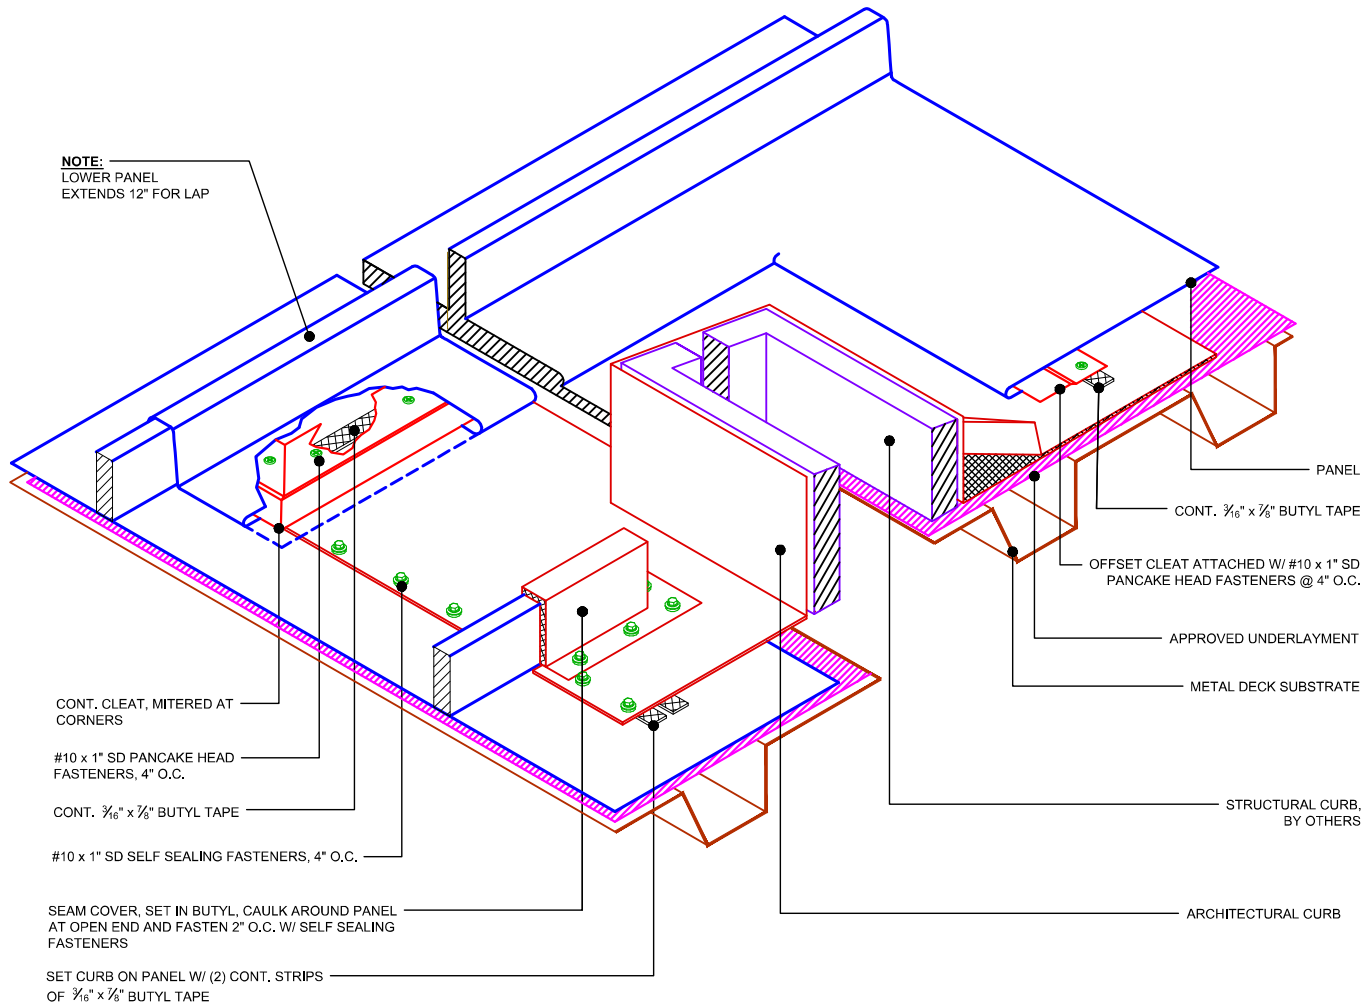 NOTE:
LOWER PANEL
EXTENDS 12" FOR LAP
CONT. CLEAT, MITERED AT
CORNERS
#10 x 1" SD PANCAKE HEAD
FASTENERS, 4" O.C.
CONT. 3⁄16" x 7⁄8" BUTYL TAPE
#10 x 1" SD SELF SEALING FASTENERS, 4" O.C.
SEAM COVER, SET IN BUTYL, CAULK AROUND PANEL
AT OPEN END AND FASTEN 2" O.C. W/ SELF SEALING
FASTENERS
SET CURB ON PANEL W/ (2) CONT. STRIPS
OF 3⁄16" x 7⁄8" BUTYL TAPE
PANEL
CONT. 3⁄16" x 7⁄8" BUTYL TAPE
OFFSET CLEAT ATTACHED W/ #10 x 1" SD
PANCAKE HEAD FASTENERS @ 4" O.C.
APPROVED UNDERLAYMENT
METAL DECK SUBSTRATE
STRUCTURAL CURB,
BY OTHERS
ARCHITECTURAL CURB